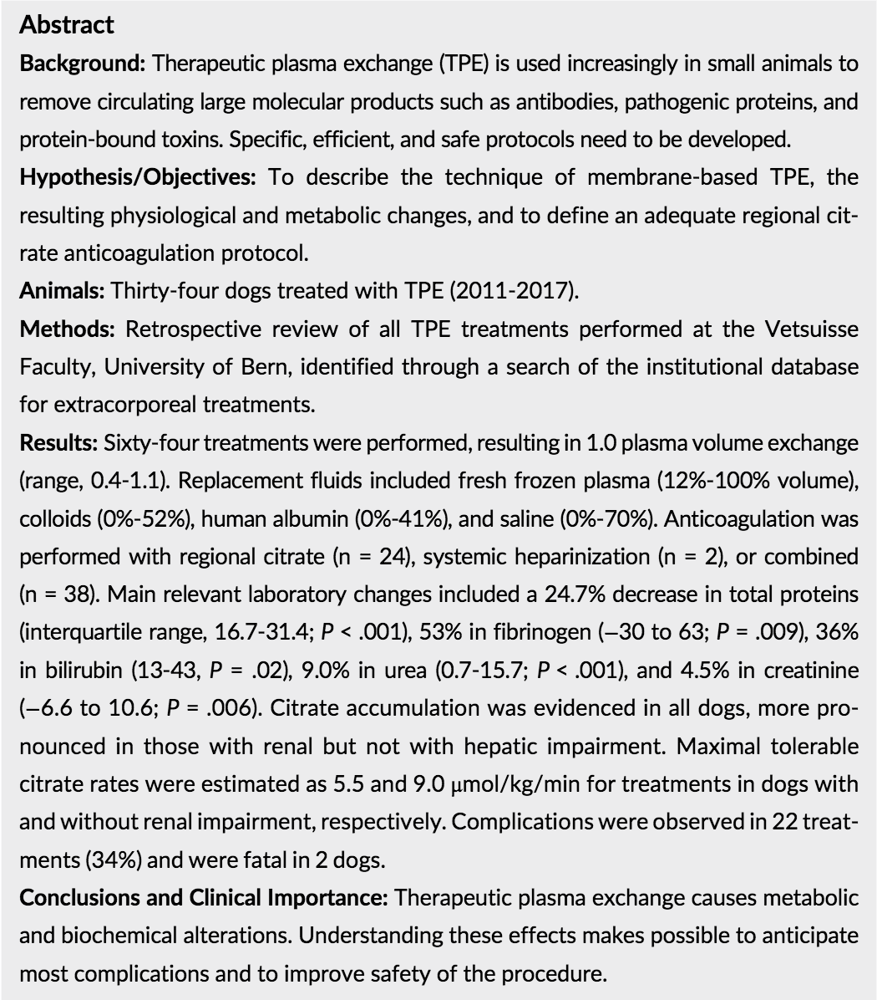 Abstract
Background: Therapeutic plasma exchange (TPE) is used increasingly in small animals to
remove circulating large molecular products such as antibodies, pathogenic proteins, and
protein-bound toxins. Specific, efficient, and safe protocols need to be developed.
Hypothesis/Objectives: To describe the technique of membrane-based TPE, the
resulting physiological and metabolic changes, and to define an adequate regional cit-
rate anticoagulation protocol.
Animals: Thirty-four dogs treated with TPE (2011-2017).
Methods: Retrospective review of all TPE treatments performed at the Vetsuisse
Faculty, University of Bern, identified through a search of the institutional database
for extracorporeal treatments.
Results: Sixty-four treatments were performed, resulting in 1.0 plasma volume exchange
(range, 0.4-1.1). Replacement fluids included fresh frozen plasma (12%-100% volume),
colloids (0%-52%), human albumin (0%-41%), and saline (0%-70%). Anticoagulation was
performed with regional citrate (n = 24), systemic heparinization (n = 2), or combined
(n = 38). Main relevant laboratory changes included a 24.7% decrease in total proteins
(interquartile range, 16.7-31.4; P < .001), 53% in fibrinogen (−30 to 63; P = .009), 36%
in bilirubin (13-43, P = .02), 9.0% in urea (0.7-15.7; P < .001), and 4.5% in creatinine
(−6.6 to 10.6; P = .006). Citrate accumulation was evidenced in all dogs, more pro-
nounced in those with renal but not with hepatic impairment. Maximal tolerable
citrate rates were estimated as 5.5 and 9.0 μmol/kg/min for treatments in dogs with
and without renal impairment, respectively. Complications were observed in 22 treat-
ments (34%) and were fatal in 2 dogs.
Conclusions and Clinical Importance: Therapeutic plasma exchange causes metabolic
and biochemical alterations. Understanding these effects makes possible to anticipate
most complications and to improve safety of the procedure.